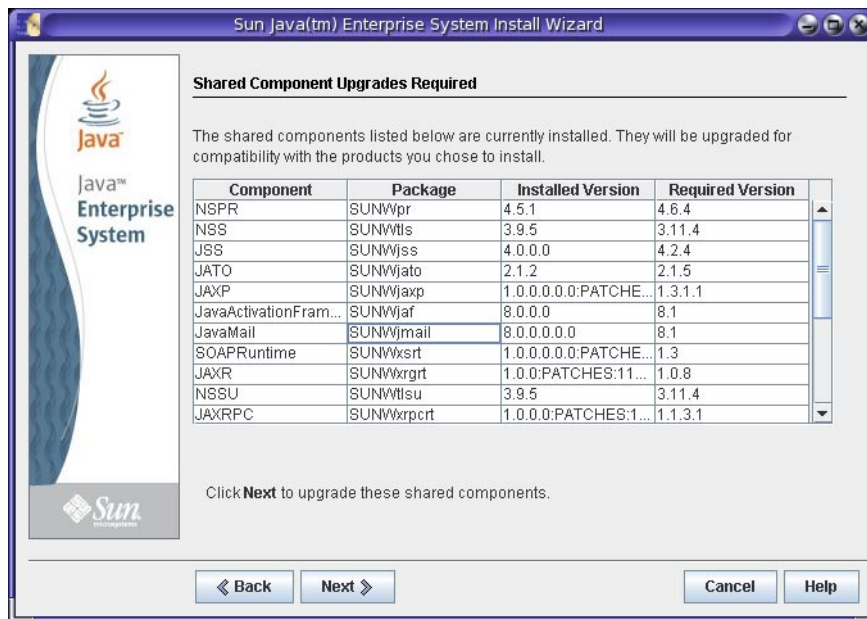 Sun Java(tm) Enterprise System Install Wizard
Java
Java™
Enterprise
System
Sun
microsystems
Shared Component Upgrades Required
The shared components listed below are currently installed. They will be upgraded for
compatibility with the products you chose to install.
Component Package Installed Version Required Version
NSPR SUNWpr 4.5.1 4.6.4
NSS SUNWtls 3.9.5 3.11.4
JSS SUNWjss 4.0.0.0 4.2.4
JATO SUNWjato 2.1.2 2.1.5
JAXP SUNWjaxp 1.0.0.0.0.0:PATCHE... 1.3.1.1
JavaActivationFram... SUNWjaf 8.0.0.0 8.1
JavaMail SUNWjmail 8.0.0.0.0.0 8.1
SOAPRuntime SUNWxsrt 1.0.0.0.0.0:PATCHE... 1.3
JAXR SUNWxrgrt 1.0.0:PATCHES:11... 1.0.8
NSSU SUNWtlsu 3.9.5 3.11.4
JAXRPC SUNWxrpcrt 1.0.0.0:PATCHES:1... 1.1.3.1
Click Next to upgrade these shared components.
Back Next Cancel Help